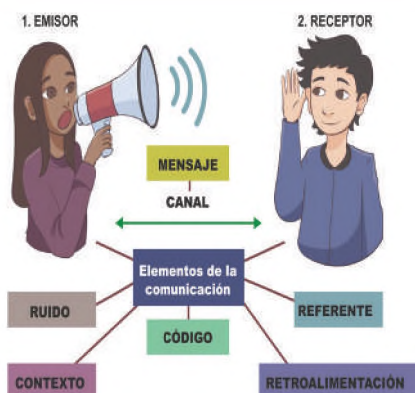 1. EMISOR
2. RECEPTOR
MENSAJE
CANAL
Elementos de la
comunicación
RUIDO
REFERENTE
CÓDIGO
CONTEXTO
RETROALIMENTACIÓN